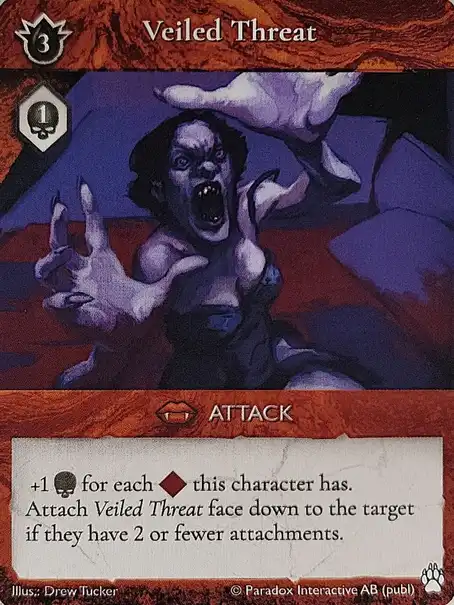 3
Veiled Threat
1
ATTACK
+1 for each this character has.
Attach Veiled Threat face down to the target
if they have 2 or fewer attachments.
Illus.: Drew Tucker © Paradox Interactive AB (publ)